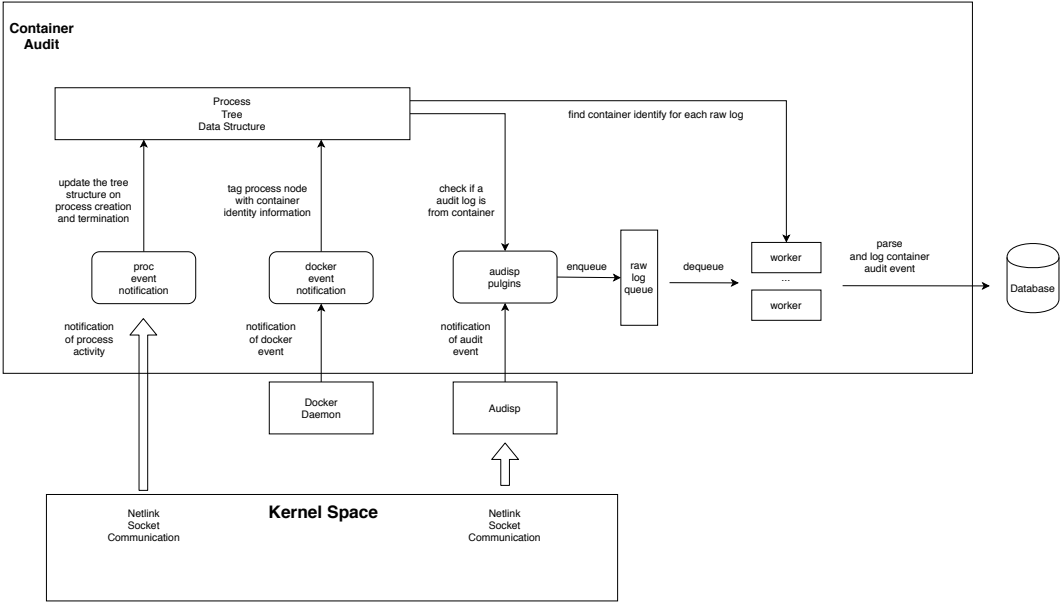 Container
Audit
Process
Tree
Data Structure
find container identify for each raw log
update the tree
structure on
process creation
and termination
tag process node
with container
identity information
check if a
audit log is
from container
proc
event
notification
docker
event
notification
audisp
pulgins
enqueue
raw
log
queue
dequeue
worker
...
worker
parse
and log container
audit event
Database
notification
of process
activity
notification
of docker
event
notification
of audit
event
Docker
Daemon
Audisp
Kernel Space
Netlink
Socket
Communication
Netlink
Socket
Communication